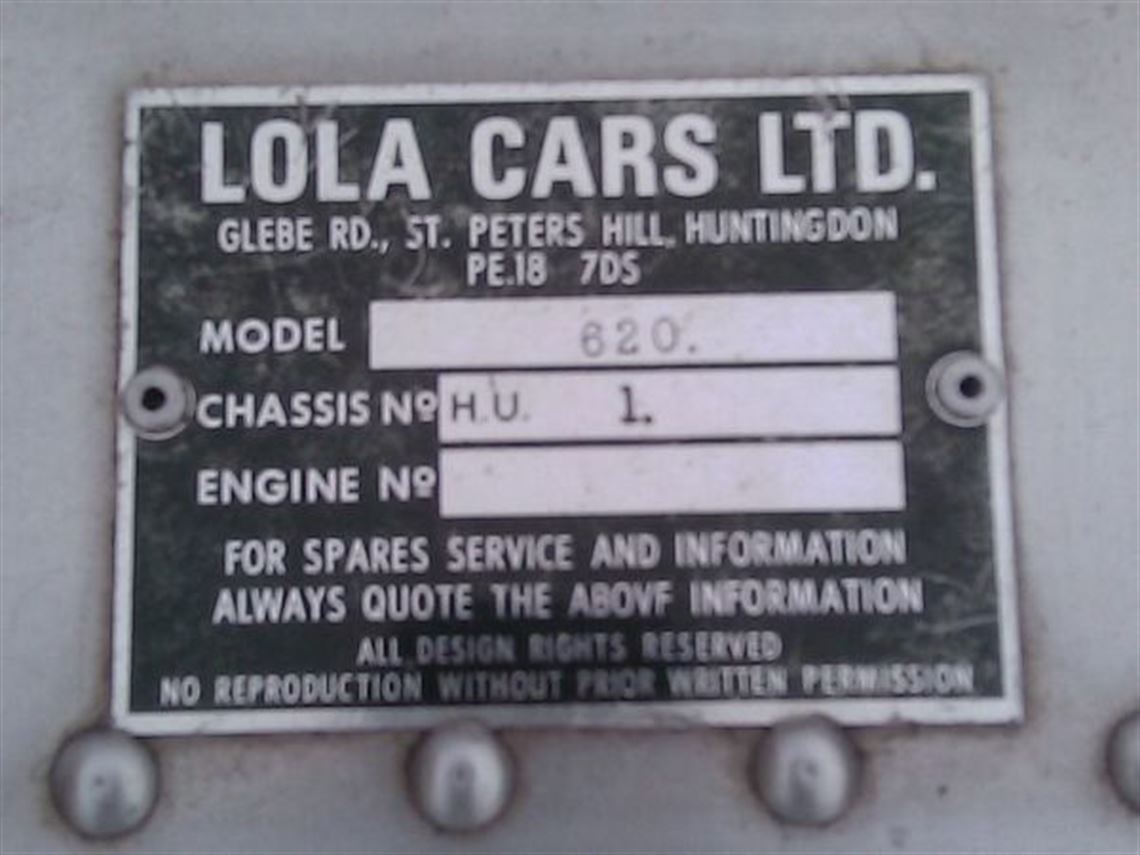 LOLA CARS LTD.
GLEBE RD., ST. PETERS HILL, HUNTINGDON
PE.18 7DS
MODEL 620.
CHASSIS Nº H.U. 1.
ENGINE Nº
FOR SPARES SERVICE AND INFORMATION
ALWAYS QUOTE THE ABOVE INFORMATION
ALL DESIGN RIGHTS RESERVED
NO REPRODUCTION WITHOUT PRIOR WRITTEN PERMISSION